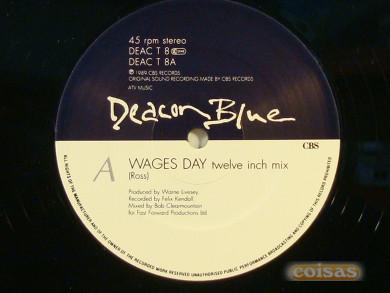 45 rpm stereo
DEAC T 8
DEAC T 8A
℗ 1989 CBS RECORDS
ORIGINAL SOUND RECORDING MADE BY CBS RECORDS
ATV MUSIC
Deacon Blue
CBS
A WAGES DAY twelve inch mix
(Ross)
Produced by Warne Livesey
Recorded by Felix Kendall
Mixed by Bob Clearmountain
for Fast Forward Productions ltd.
ALL RIGHTS OF THE MANUFACTURER AND OF THE OWNER OF THE RECORDED WORK RESERVED UNAUTHORISED PUBLIC PERFORMANCE BROADCASTING AND COPYING OF THIS RECORD PROHIBITED
coisas